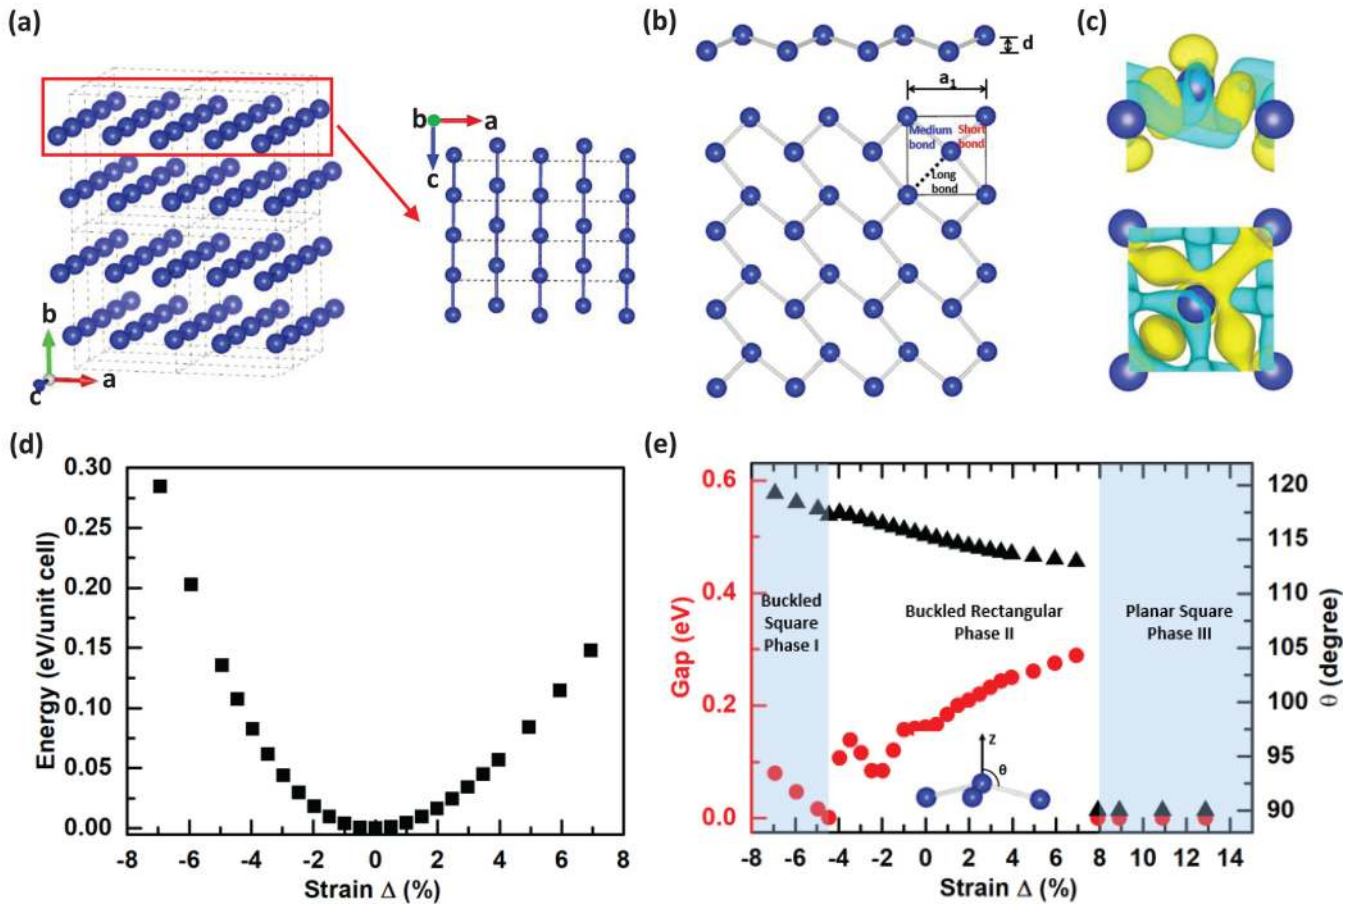 (a)
b
a
c
b
a
c
(b)
d
a₁
Medium
bond
Short
bond
Long
bond
(c)
(d)
Energy (eV/unit cell)
0.30
0.25
0.20
0.15
0.10
0.05
0.00
-8 -6 -4 -2 0 2 4 6 8
Strain Δ (%)
(e)
Gap (eV)
0.6
0.4
0.2
0.0
Buckled
Square
Phase I
Buckled Rectangular
Phase II
Planar Square
Phase III
z
θ
120
115
110
105
100
95
90
θ (degree)
-8 -6 -4 -2 0 2 4 6 8 10 12 14
Strain Δ (%)